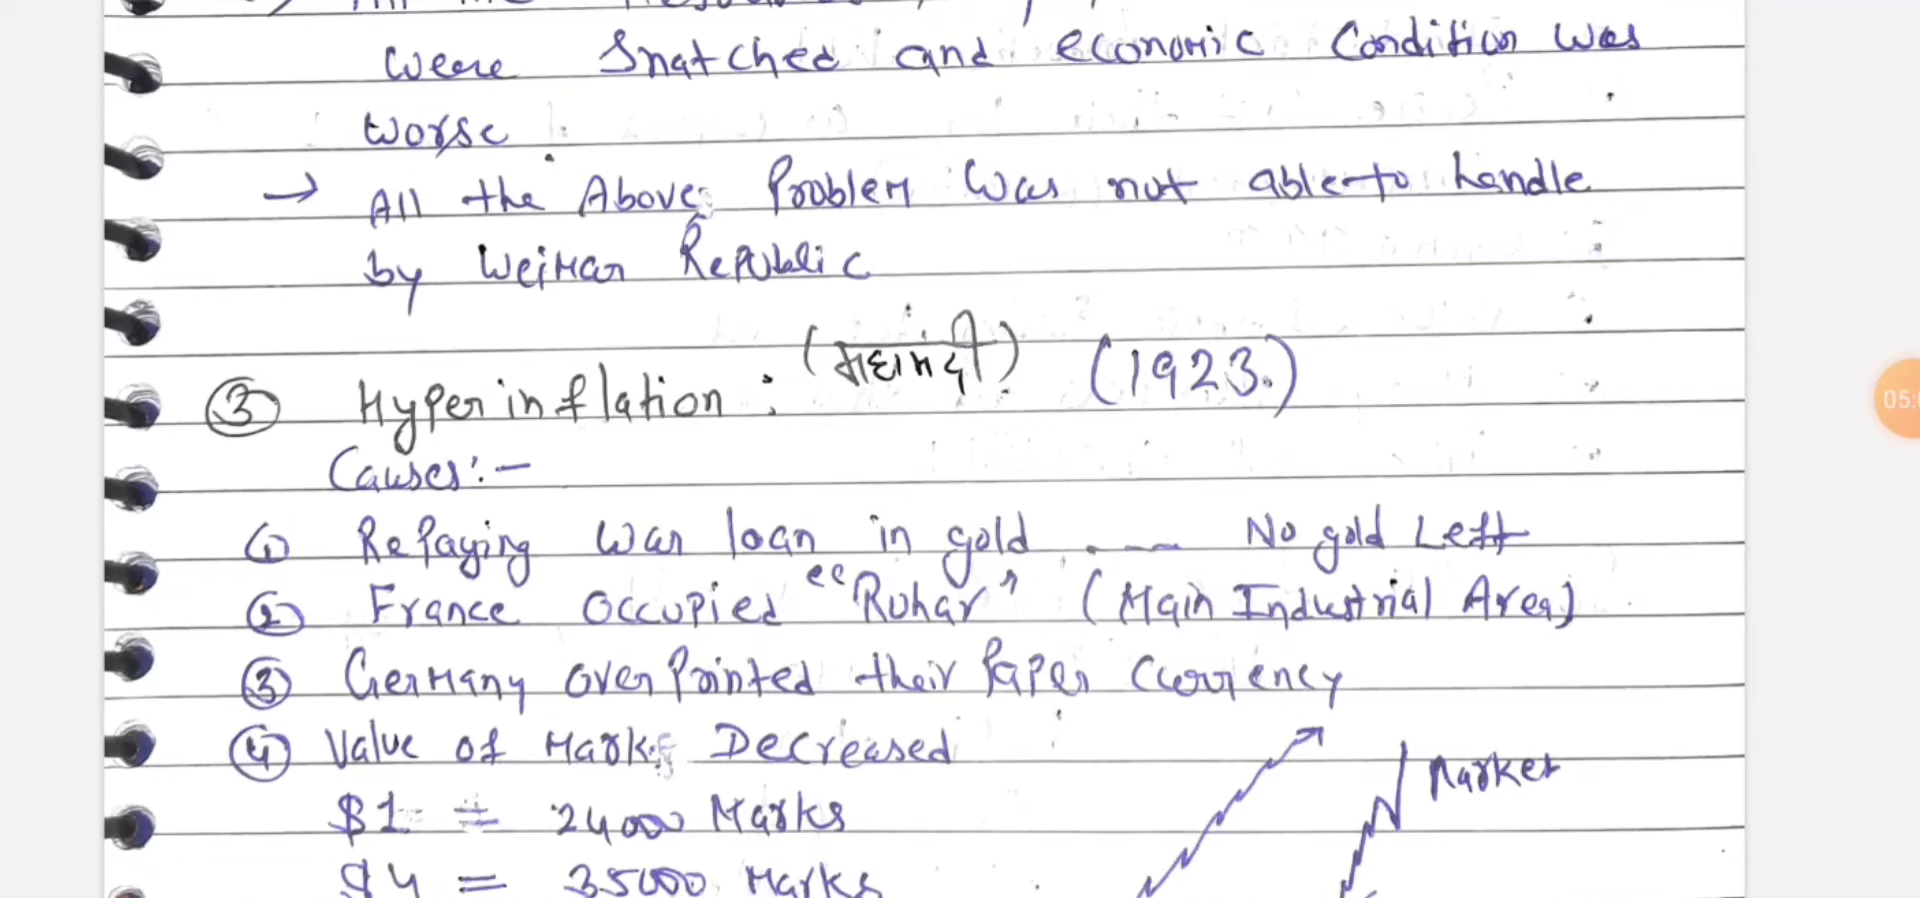 were Snatched and economic Condition was
worse.
→ All the Above Problem was not able to handle
by Weimar Republic
③ Hyperinflation : (महंगाई) (1923.)
Causes:-
① Repaying War loan in gold .— No gold Left
② France occupied "Ruhar" (Main Industrial Area)
③ Germany over Printed their Paper Currency
④ Value of Mark Decreased
$1 = 24000 Marks
Market
$4 = 35000 Marks
05: